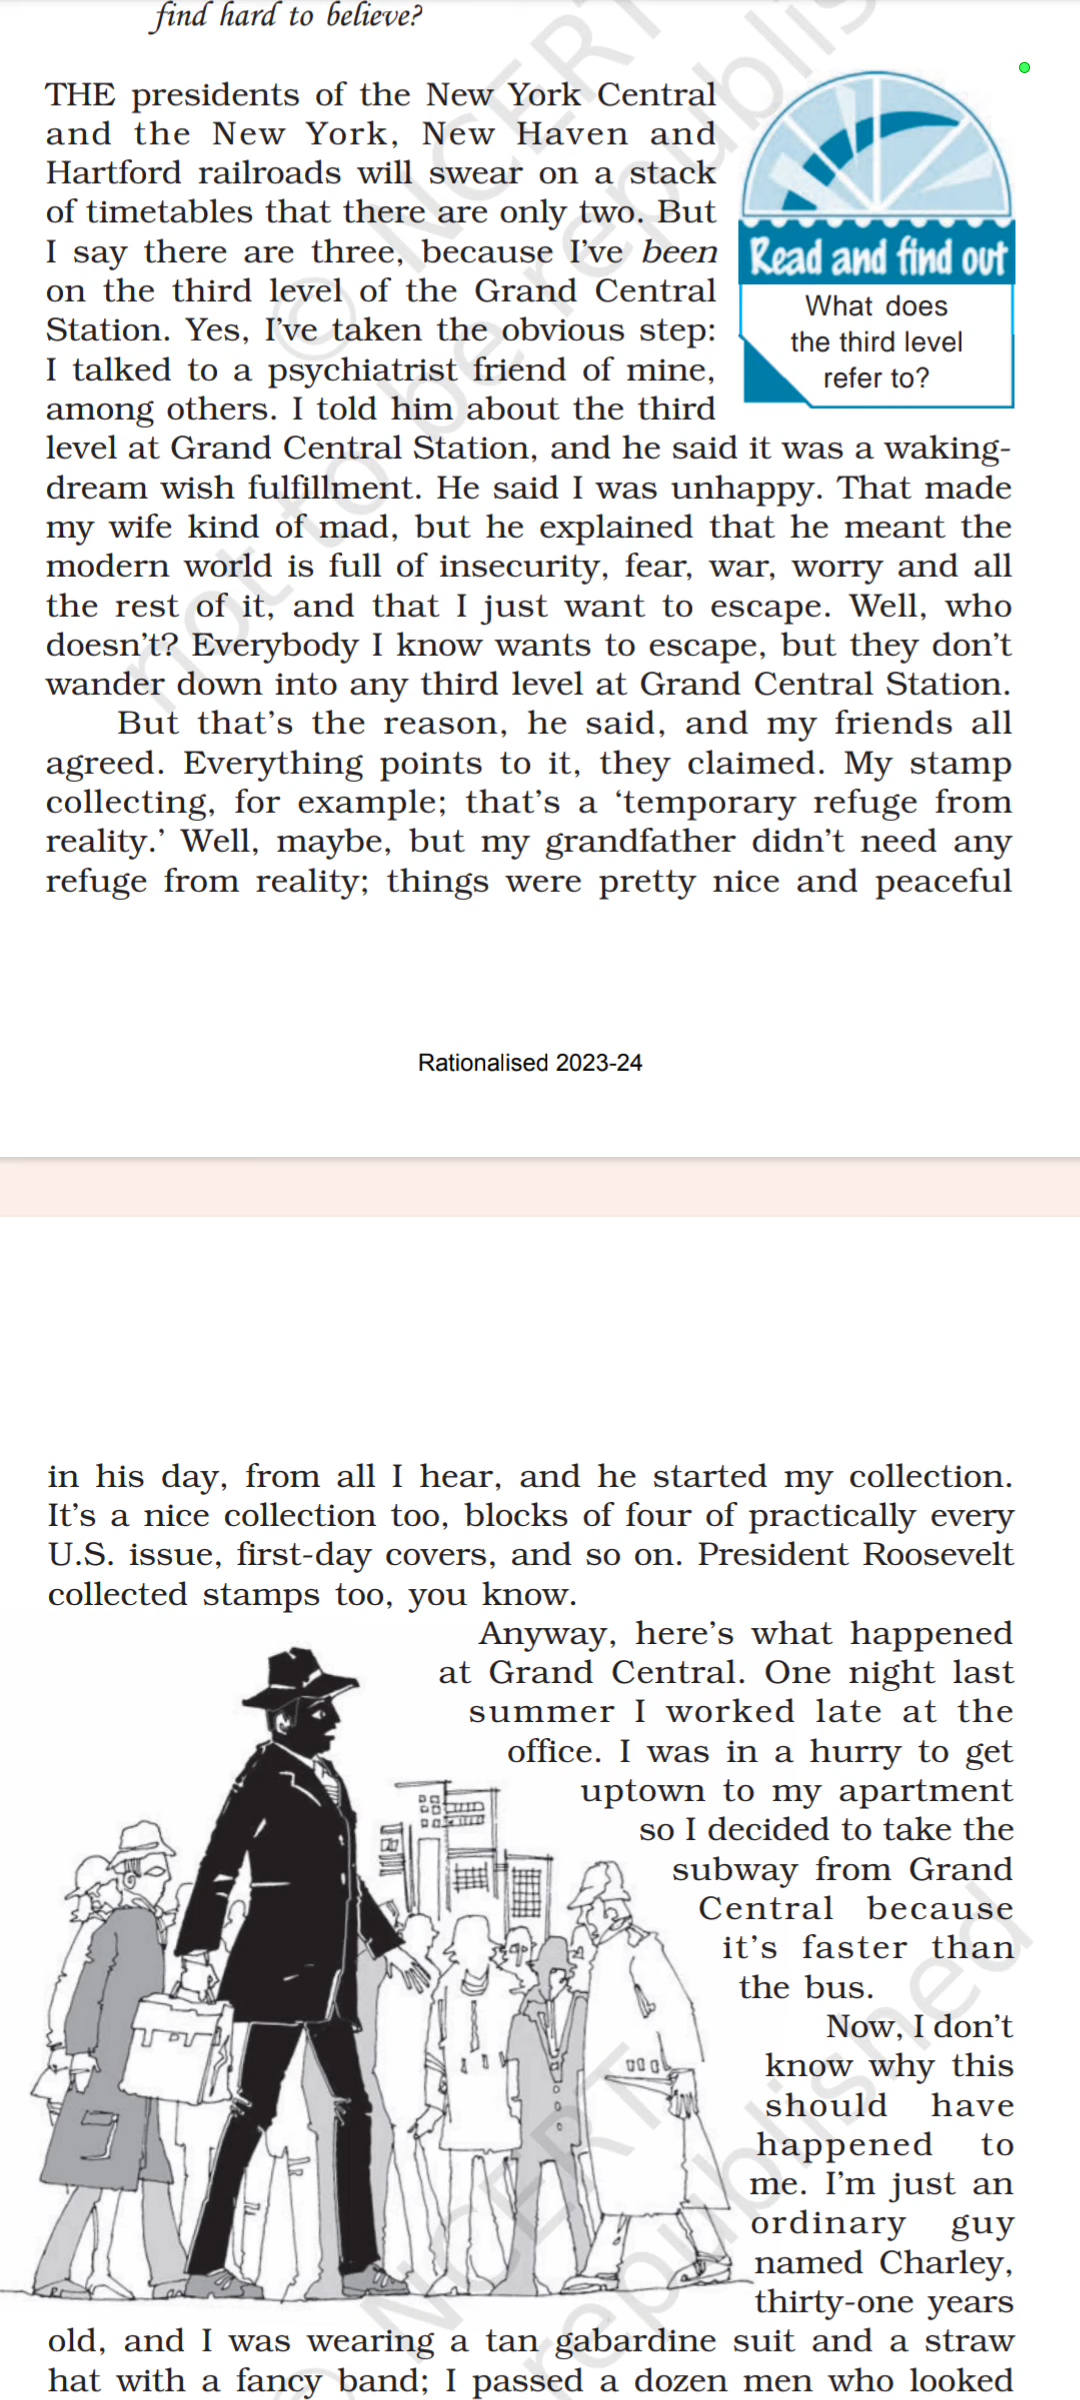 find hard to believe?
THE presidents of the New York Central
and the New York, New Haven and
Hartford railroads will swear on a stack
of timetables that there are only two. But
I say there are three, because I’ve been
on the third level of the Grand Central
Station. Yes, I’ve taken the obvious step:
I talked to a psychiatrist friend of mine,
among others. I told him about the third
Read and find out
What does
the third level
refer to?
level at Grand Central Station, and he said it was a waking-
dream wish fulfillment. He said I was unhappy. That made
my wife kind of mad, but he explained that he meant the
modern world is full of insecurity, fear, war, worry and all
the rest of it, and that I just want to escape. Well, who
doesn’t? Everybody I know wants to escape, but they don’t
wander down into any third level at Grand Central Station.
But that’s the reason, he said, and my friends all
agreed. Everything points to it, they claimed. My stamp
collecting, for example; that’s a ‘temporary refuge from
reality.’ Well, maybe, but my grandfather didn’t need any
refuge from reality; things were pretty nice and peaceful
© NCERT
not to be republis
Rationalised 2023-24
in his day, from all I hear, and he started my collection.
It’s a nice collection too, blocks of four of practically every
U.S. issue, first-day covers, and so on. President Roosevelt
collected stamps too, you know.
Anyway, here’s what happened
at Grand Central. One night last
summer I worked late at the
office. I was in a hurry to get
uptown to my apartment
so I decided to take the
subway from Grand
Central because
it’s faster than
the bus.
Now, I don’t
know why this
should have
happened to
me. I’m just an
ordinary guy
named Charley,
thirty-one years
old, and I was wearing a tan gabardine suit and a straw
hat with a fancy band; I passed a dozen men who looked
© NCERT
republished